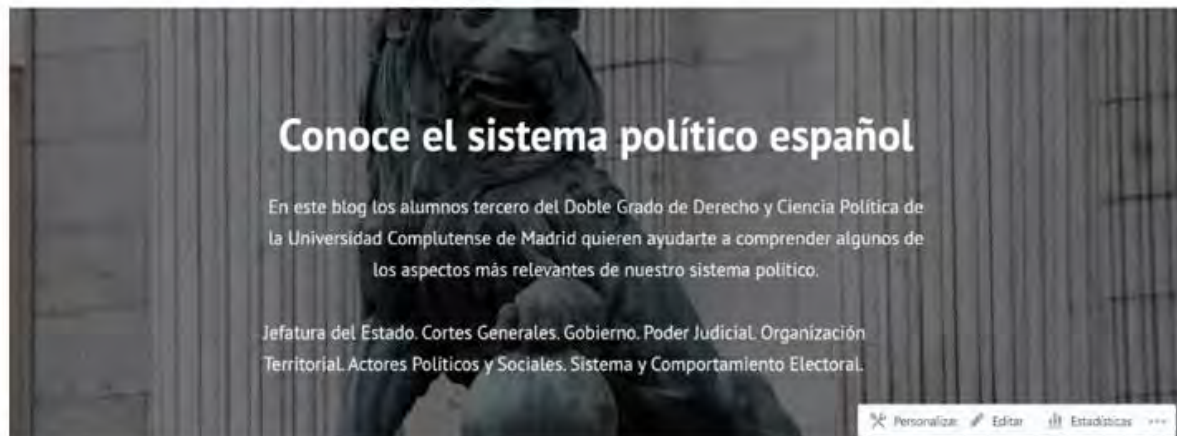 Conoce el sistema político español
En este blog los alumnos tercero del Doble Grado de Derecho y Ciencia Política de
la Universidad Complutense de Madrid quieren ayudarte a comprender algunos de
los aspectos más relevantes de nuestro sistema político.
Jefatura del Estado. Cortes Generales. Gobierno. Poder Judicial. Organización
Territorial. Actores Políticos y Sociales. Sistema y Comportamiento Electoral.
Personalizar Editar Estadísticas ...